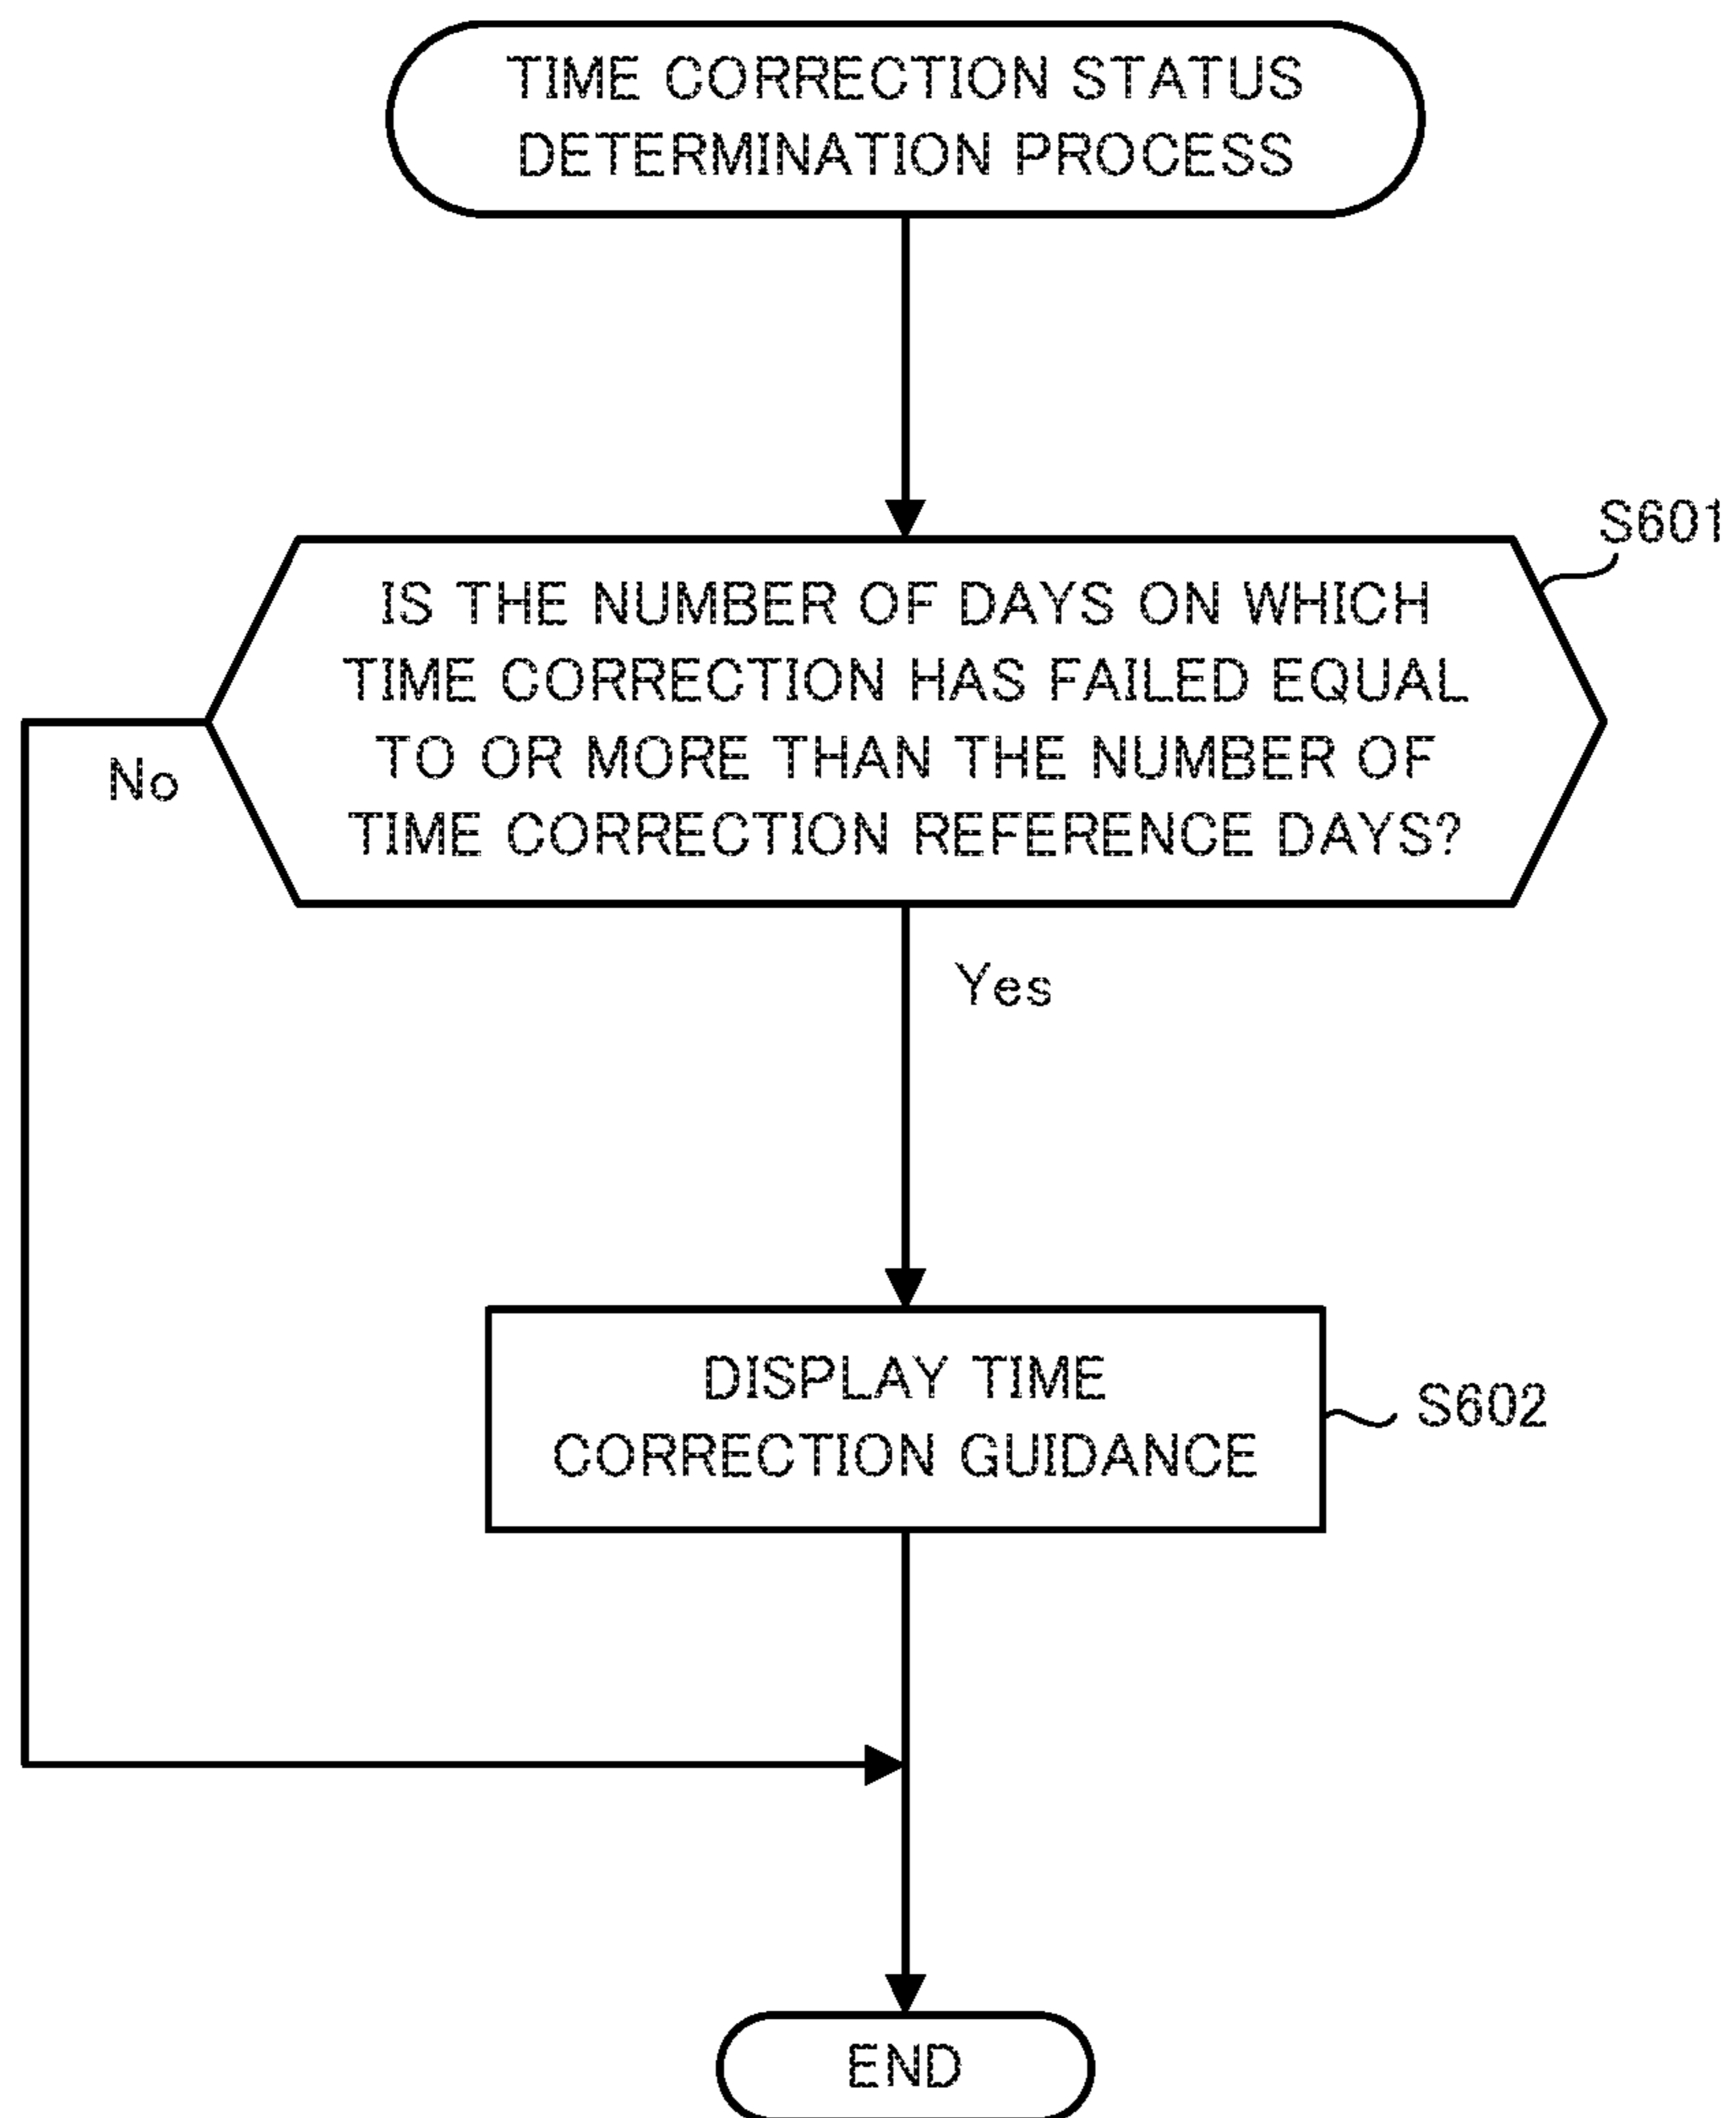 TIME CORRECTION STATUS
DETERMINATION PROCESS
S601
IS THE NUMBER OF DAYS ON WHICH
TIME CORRECTION HAS FAILED EQUAL
TO OR MORE THAN THE NUMBER OF
TIME CORRECTION REFERENCE DAYS?
No
Yes
DISPLAY TIME
CORRECTION GUIDANCE
S602
END